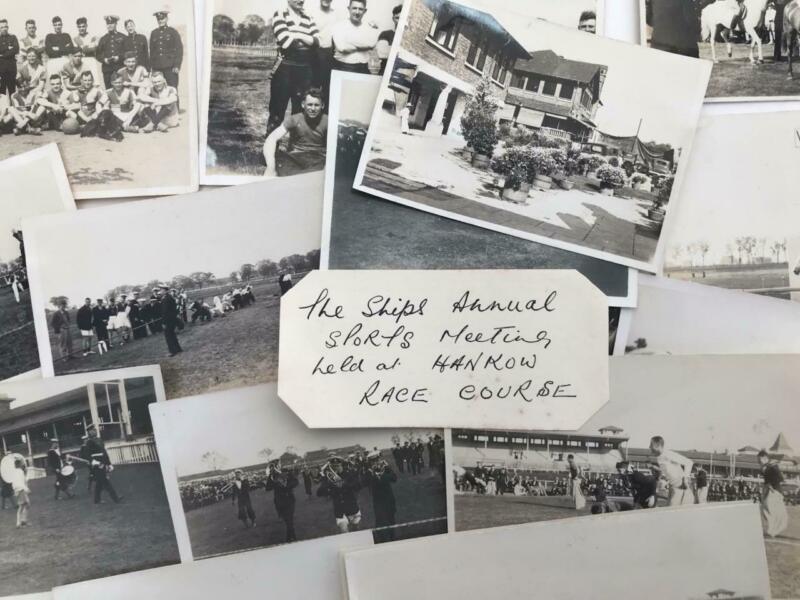 The Ships Annual
SPORTS Meeting
held at HANKOW
RACE COURSE